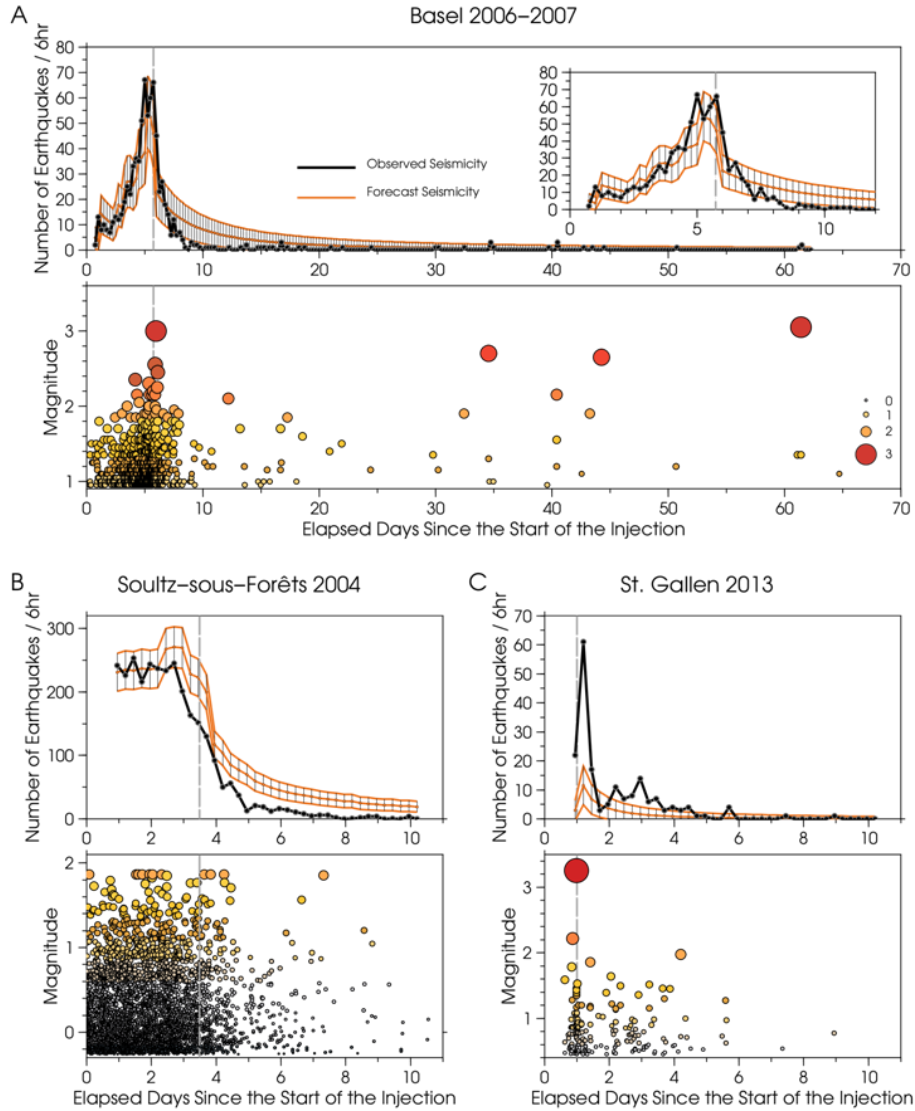 A
Basel 2006–2007
Number of Earthquakes / 6hr
80
70
60
50
40
30
20
10
0
0 10 20 30 40 50 60 70
Observed Seismicity
Forecast Seismicity
80
70
60
50
40
30
20
10
0
5 10
Magnitude
3
2
1
0
1
2
3
0 10 20 30 40 50 60 70
Elapsed Days Since the Start of the Injection
B
Soultz–sous–Forêts 2004
Number of Earthquakes / 6hr
300
200
100
0
0 2 4 6 8 10
Magnitude
2
1
0
0 2 4 6 8 10
Elapsed Days Since the Start of the Injection
C
St. Gallen 2013
Number of Earthquakes / 6hr
70
60
50
40
30
20
10
0
0 2 4 6 8 10
Magnitude
3
2
1
0 2 4 6 8 10
Elapsed Days Since the Start of the Injection